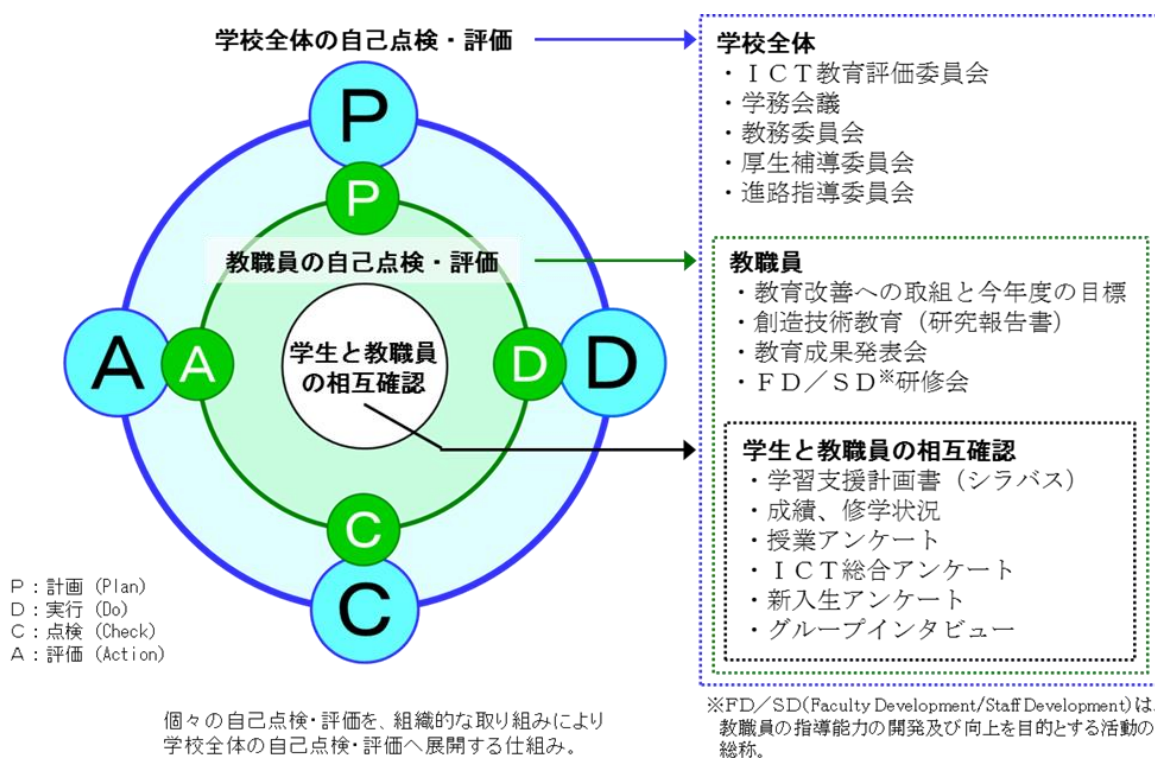 学校全体の自己点検・評価
P
P
教職員の自己点検・評価
A
A
学生と教職員
の相互確認
D
D
C
C
P：計画 (Plan)
D：実行 (Do)
C：点検 (Check)
A：評価 (Action)
個々の自己点検・評価を、組織的な取り組みにより
学校全体の自己点検・評価へ展開する仕組み。
学校全体
・ＩＣＴ教育評価委員会
・学務会議
・教務委員会
・厚生補導委員会
・進路指導委員会
教職員
・教育改善への取組と今年度の目標
・創造技術教育（研究報告書）
・教育成果発表会
・ＦＤ／ＳＤ※研修会
学生と教職員の相互確認
・学習支援計画書（シラバス）
・成績、修学状況
・授業アンケート
・ＩＣＴ総合アンケート
・新入生アンケート
・グループインタビュー
※FD／SD(Faculty Development/Staff Development)は、
教職員の指導能力の開発及び向上を目的とする活動の
総称。